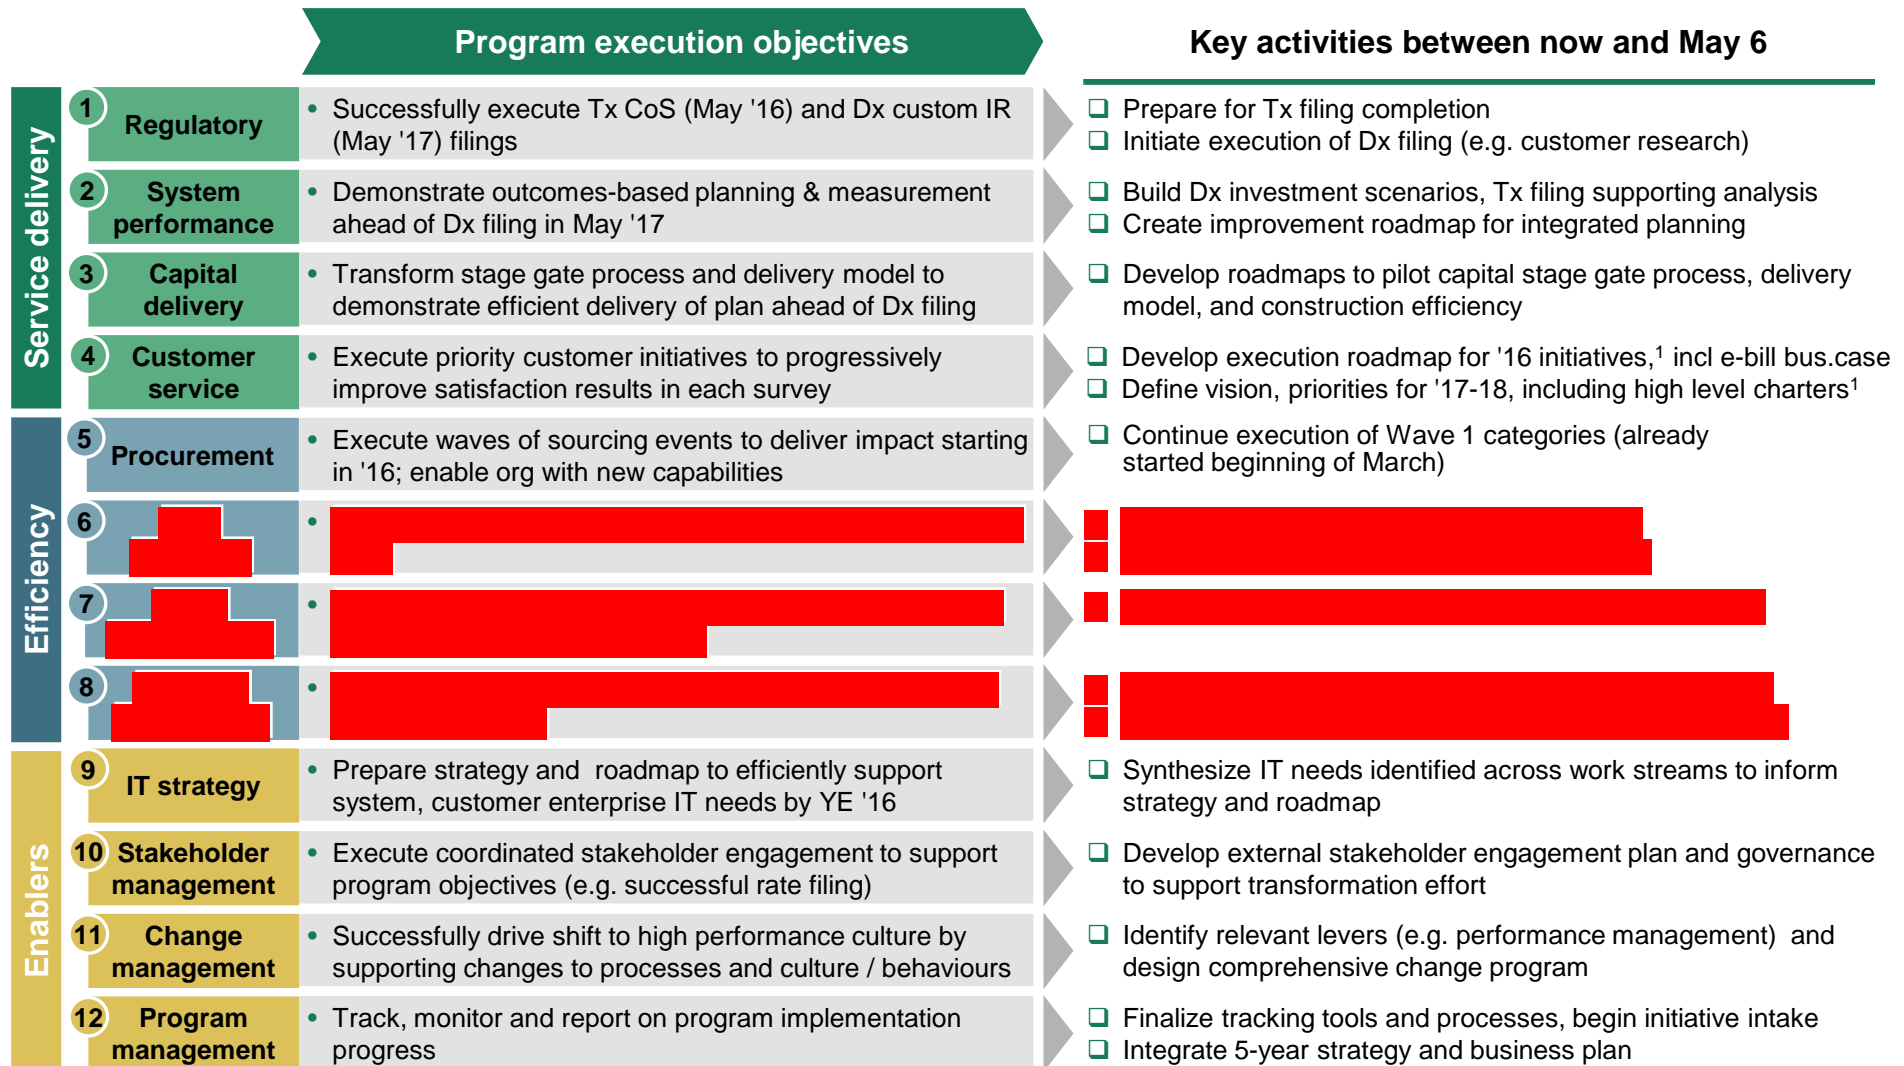 Program execution objectives
Key activities between now and May 6
Service delivery
1
Regulatory
• Successfully execute Tx CoS (May '16) and Dx custom IR
(May '17) filings
❑ Prepare for Tx filing completion
❑ Initiate execution of Dx filing (e.g. customer research)
2
System
performance
• Demonstrate outcomes-based planning & measurement
ahead of Dx filing in May '17
❑ Build Dx investment scenarios, Tx filing supporting analysis
❑ Create improvement roadmap for integrated planning
3
Capital
delivery
• Transform stage gate process and delivery model to
demonstrate efficient delivery of plan ahead of Dx filing
❑ Develop roadmaps to pilot capital stage gate process, delivery
model, and construction efficiency
4
Customer
service
• Execute priority customer initiatives to progressively
improve satisfaction results in each survey
❑ Develop execution roadmap for '16 initiatives,¹ incl e-bill bus.case
❑ Define vision, priorities for '17-18, including high level charters¹
Efficiency
5
Procurement
• Execute waves of sourcing events to deliver impact starting
in '16; enable org with new capabilities
❑ Continue execution of Wave 1 categories (already
started beginning of March)
6
•
7
•
8
•
Enablers
9
IT strategy
• Prepare strategy and  roadmap to efficiently support
system, customer enterprise IT needs by YE '16
❑ Synthesize IT needs identified across work streams to inform
strategy and roadmap
10
Stakeholder
management
• Execute coordinated stakeholder engagement to support
program objectives (e.g. successful rate filing)
❑ Develop external stakeholder engagement plan and governance
to support transformation effort
11
Change
management
• Successfully drive shift to high performance culture by
supporting changes to processes and culture / behaviours
❑ Identify relevant levers (e.g. performance management)  and
design comprehensive change program
12
Program
management
• Track, monitor and report on program implementation
progress
❑ Finalize tracking tools and processes, begin initiative intake
❑ Integrate 5-year strategy and business plan